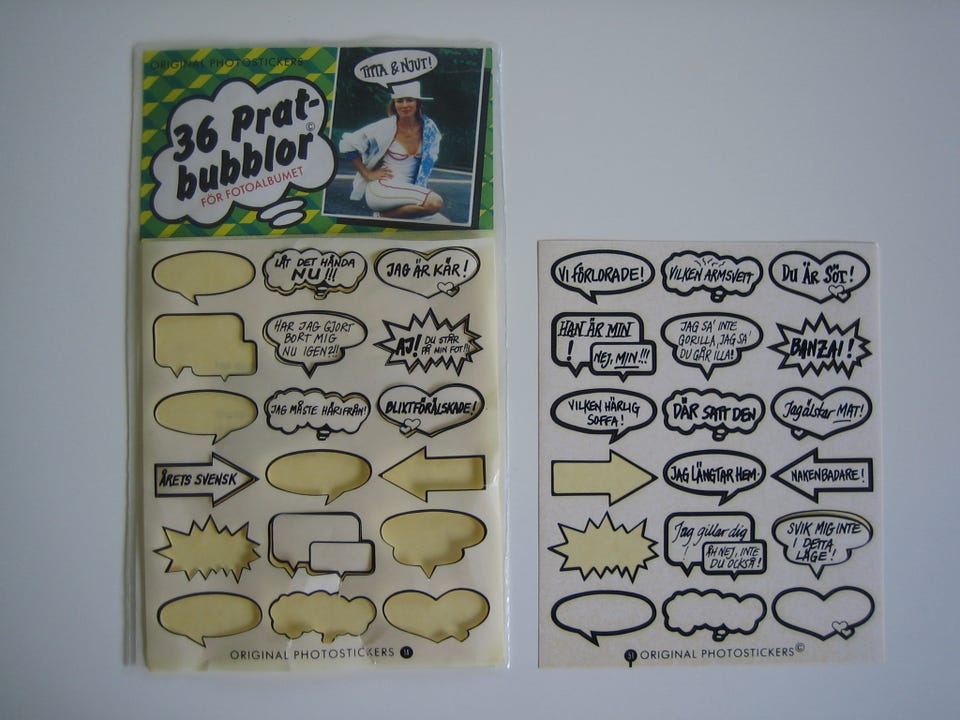 ORIGINAL PHOTOSTICKERS
TITTA & NJUT!
36 Prat-
bubblor©
FÖR FOTOALBUMET
LÅT DET HÄNDA
NU!!!
JAG ÄR KÄR!
HAR JAG GJORT
BORT MIG
NU IGEN?!!
AJ! DU STÅR
PÅ MIN FOT!!!
JAG MÅSTE HÄRIFRÅN!
BLIXTFÖRÄLSKADE!
ÅRETS SVENSK
ORIGINAL PHOTOSTICKERS
VI FÖRLORADE!
VILKEN ARMSVETT
DU ÄR SÖT!
HAN ÄR MIN
!
NEJ, MIN!!!
JAG SA' INTE
GORILLA, JAG SA'
DU GÅR ILLA!
BANZAI!
VILKEN HÄRLIG
SOFFA!
DÄR SATT DEN
Jag älskar MAT!
JAG LÄNGTAR HEM.
NAKENBADARE!
Jag gillar dig
ÅH NEJ, INTE
DU OCKSÅ!
SVIK MIG INTE
I DETTA
LÄGE!
ORIGINAL PHOTOSTICKERS©